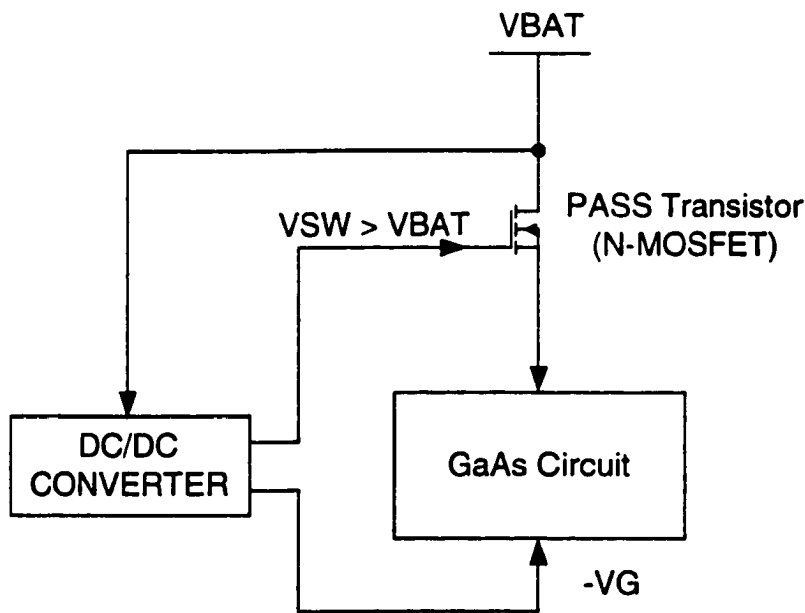 VBAT
PASS Transistor
(N-MOSFET)
VSW > VBAT
DC/DC
CONVERTER
GaAs Circuit
-VG